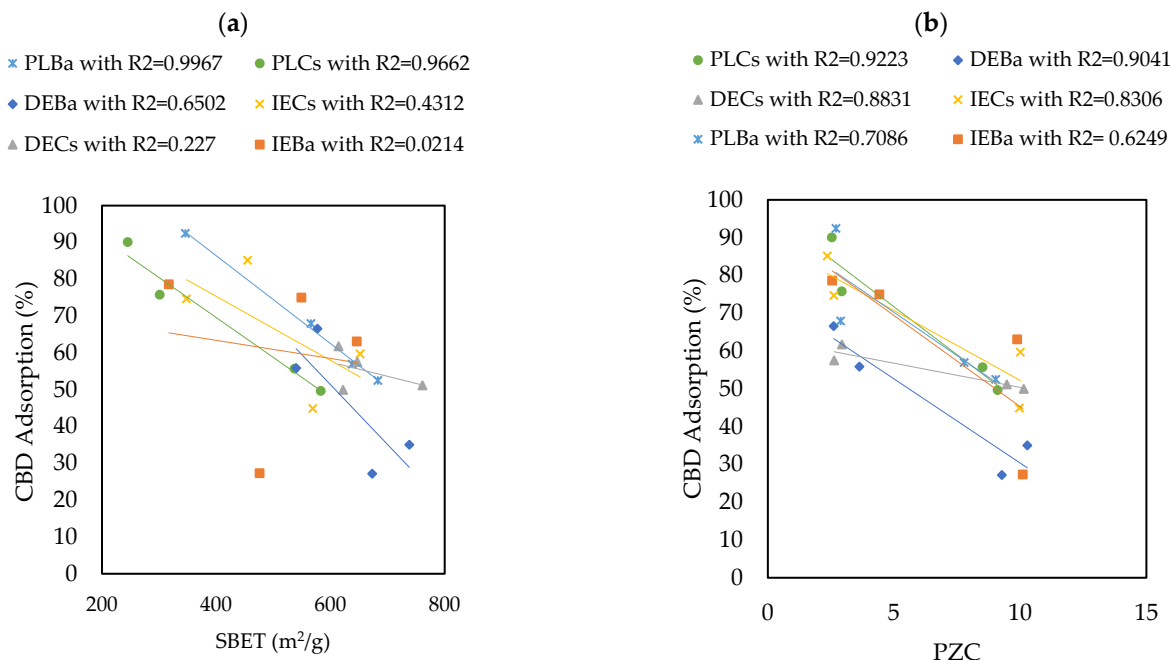 (a)
PLBa with R2=0.9967 PLCs with R2=0.9662
DEBa with R2=0.6502 IECs with R2=0.4312
DECs with R2=0.227 IEBa with R2=0.0214
100
90
80
70
60
50
40
30
20
10
0
CBD Adsorption (%)
200 400 600 800
SBET (m²/g)
(b)
PLCs with R2=0.9223 DEBa with R2=0.9041
DECs with R2=0.8831 IECs with R2=0.8306
PLBa with R2=0.7086 IEBa with R2= 0.6249
100
90
80
70
60
50
40
30
20
10
0
CBD Adsorption (%)
0 5 10 15
PZC